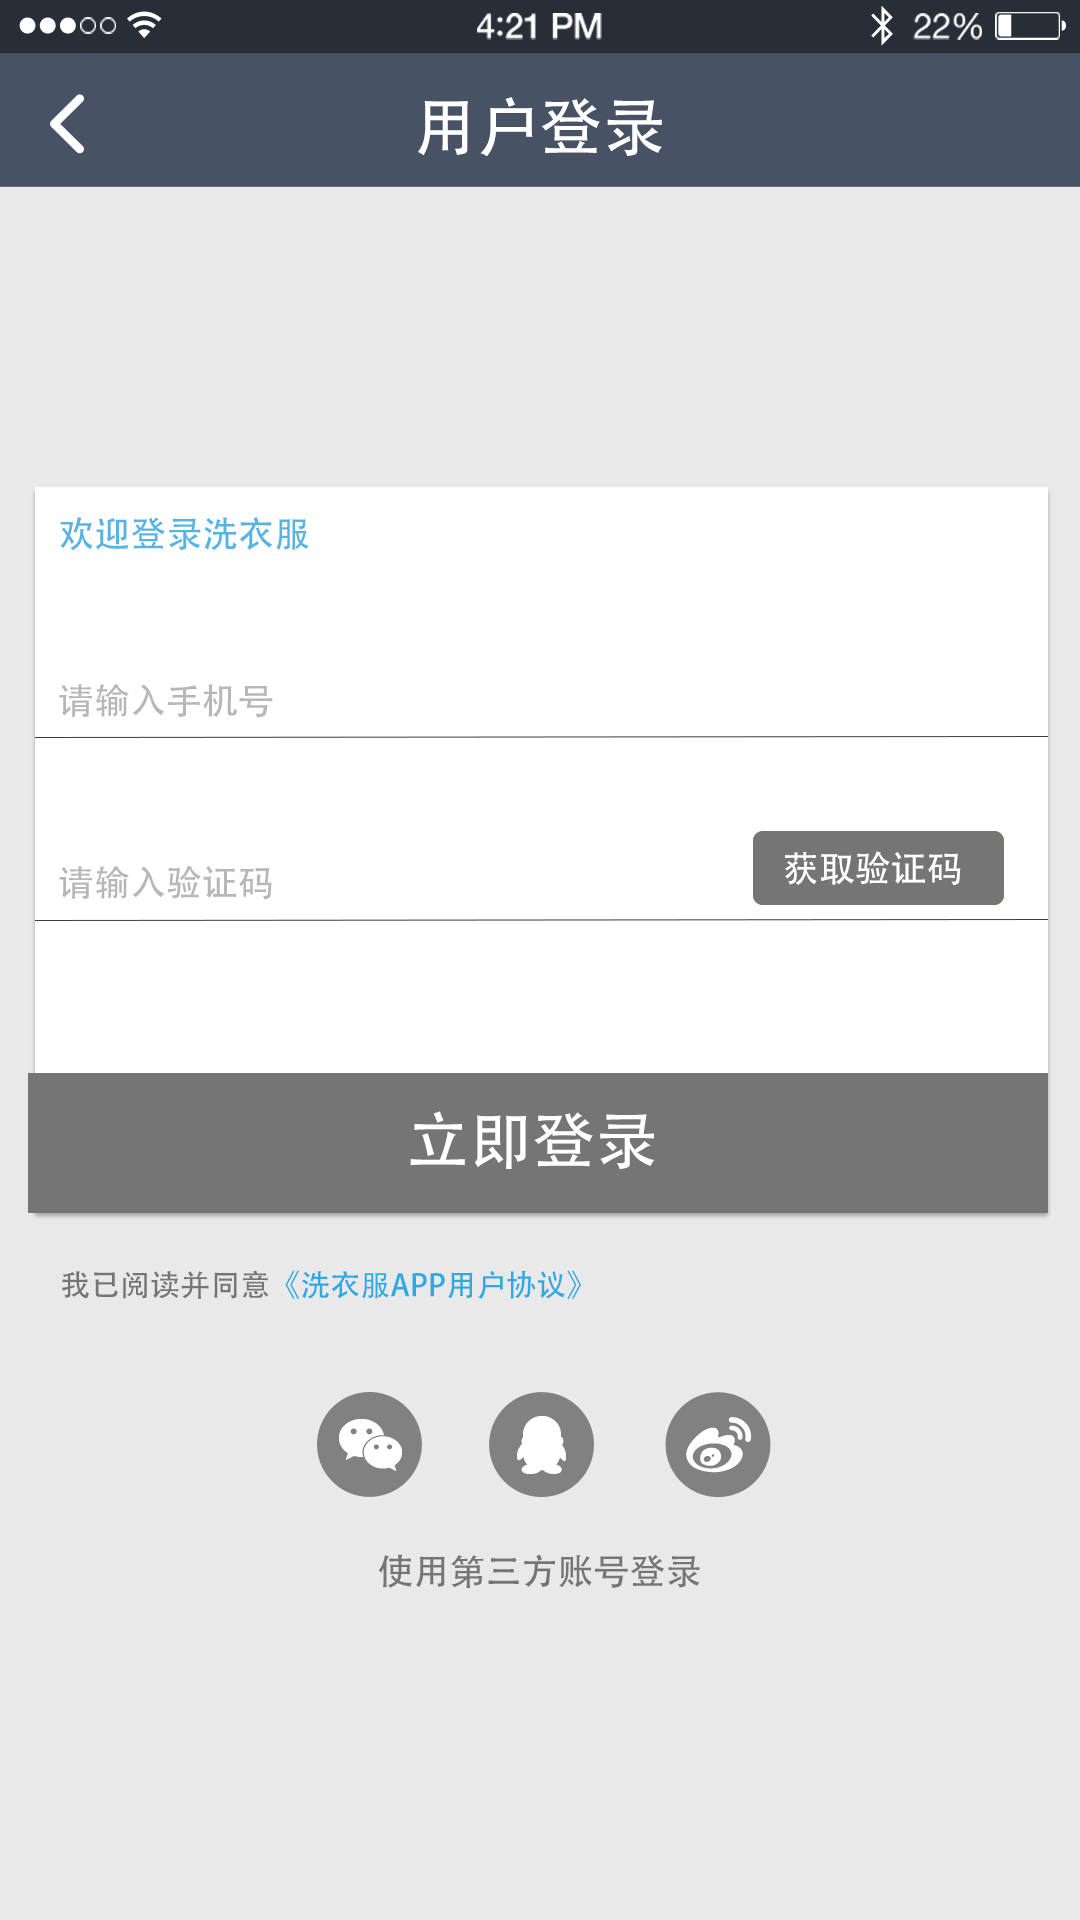 4:21 PM 22%
用户登录
欢迎登录洗衣服
请输入手机号
请输入验证码 获取验证码
立即登录
我已阅读并同意《洗衣服APP用户协议》
使用第三方账号登录